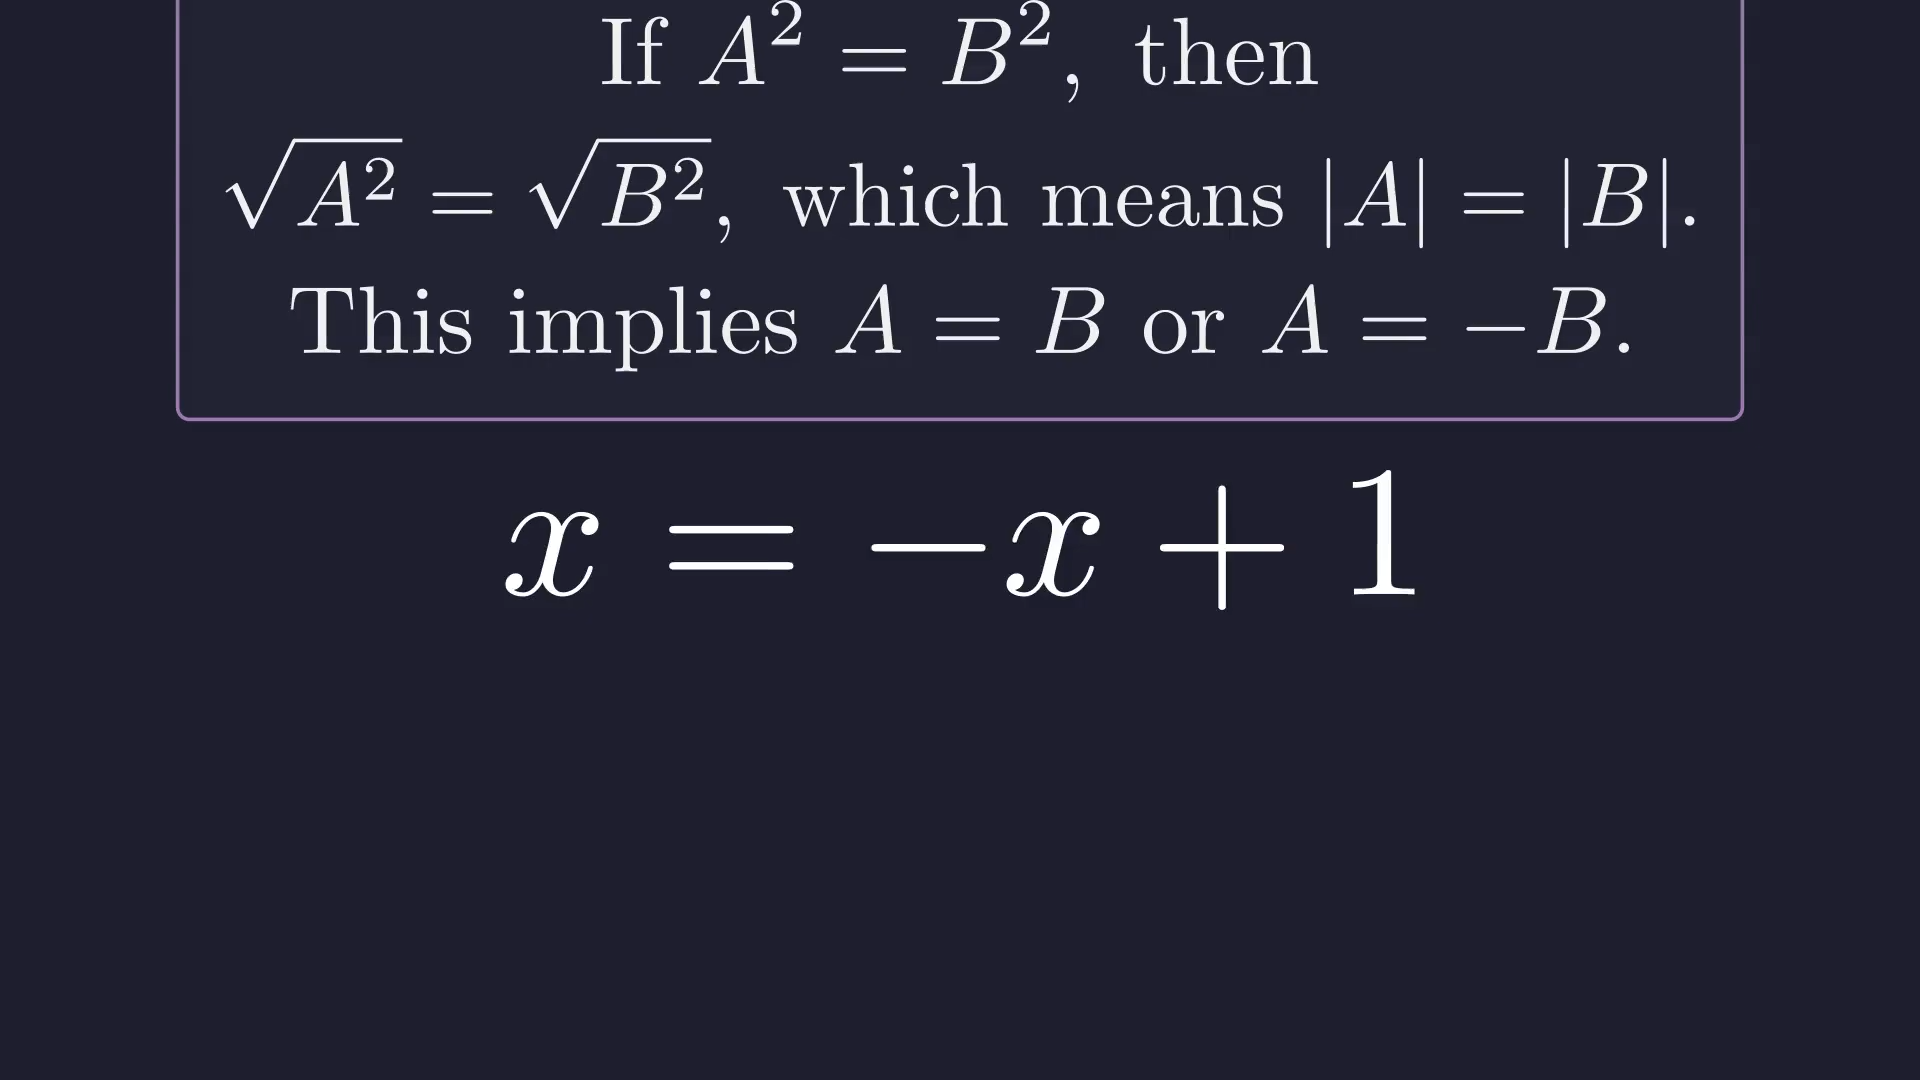 If A² = B², then
√A² = √B², which means |A| = |B|.
This implies A = B or A = −B.
x = −x + 1